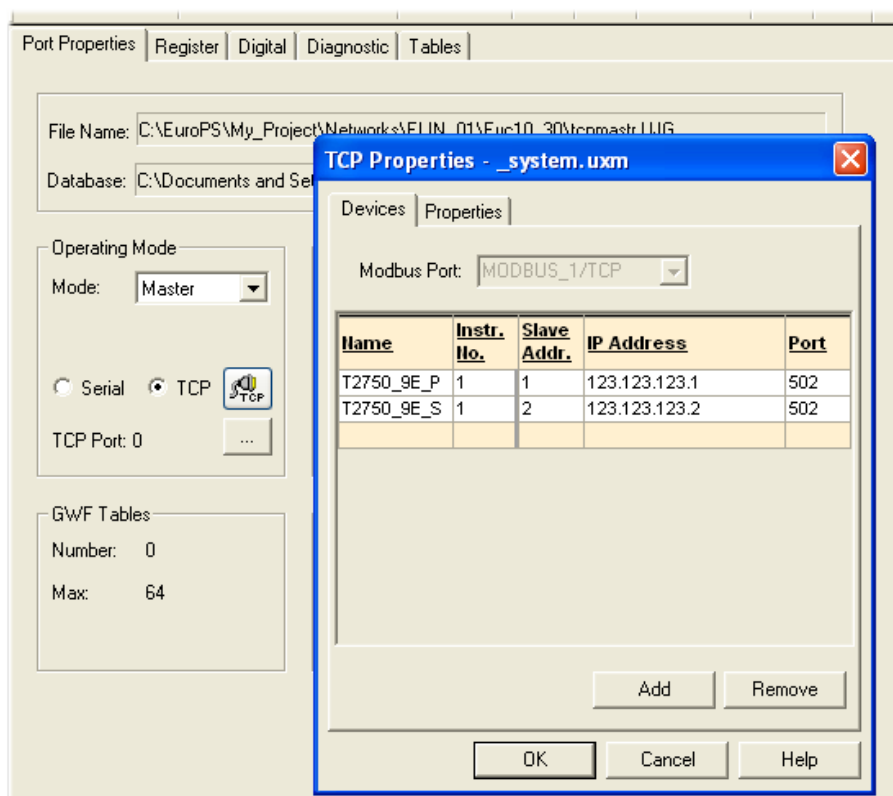 Port Properties Register Digital Diagnostic Tables
File Name: C:\EuroPS\My_Project\Networks\ELIN_01\Euc10_30\tcpmastr.UJG
Database: C:\Documents and Set
TCP Properties - _system.uxm
Devices Properties
Modbus Port: MODBUS_1/TCP
Operating Mode
Mode: Master
Serial TCP TCP
TCP Port: 0 ...
Name Instr. No. Slave Addr. IP Address Port
T2750_9E_P 1 1 123.123.123.1 502
T2750_9E_S 1 2 123.123.123.2 502
GWF Tables
Number: 0
Max: 64
Add Remove
OK Cancel Help